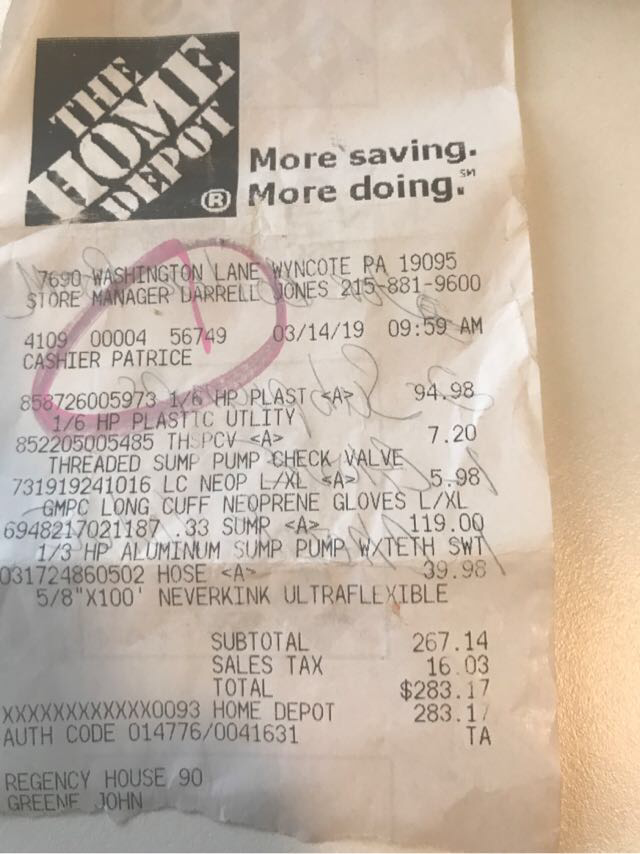 THE
HOME
DEPOT
®
More saving.
More doing.℠
7690 WASHINGTON LANE WYNCOTE PA 19095
STORE MANAGER DARRELL JONES 215-881-9600
4109 00004 56749 03/14/19 09:59 AM
CASHIER PATRICE
858726005973 1/6 HP PLAST <A> 94.98
1/6 HP PLASTIC UTLITY
852205005485 THSPCV <A> 7.20
THREADED SUMP PUMP CHECK VALVE
731919241016 LC NEOP L/XL <A> 5.98
GMPC LONG CUFF NEOPRENE GLOVES L/XL
6948217021187 .33 SUMP <A> 119.00
1/3 HP ALUMINUM SUMP PUMP W/TETH SWT
031724860502 HOSE <A> 39.98
5/8"X100' NEVERKINK ULTRAFLEXIBLE
SUBTOTAL 267.14
SALES TAX 16.03
TOTAL $283.17
XXXXXXXXXXXX0093 HOME DEPOT 283.17
AUTH CODE 014776/0041631 TA
REGENCY HOUSE 90
GREENE JOHN